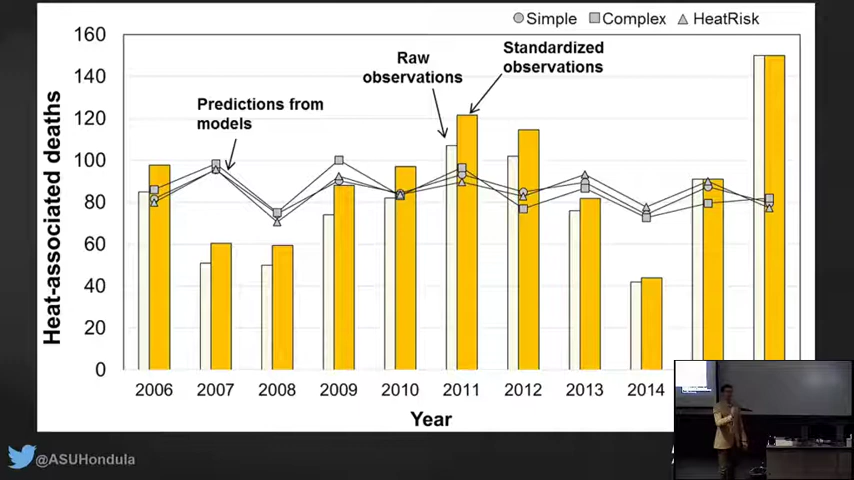 Simple Complex HeatRisk
160
140
120
100
80
60
40
20
0
Heat-associated deaths
Predictions from
models
Raw
observations
Standardized
observations
2006 2007 2008 2009 2010 2011 2012 2013 2014
Year
@ASUHondula